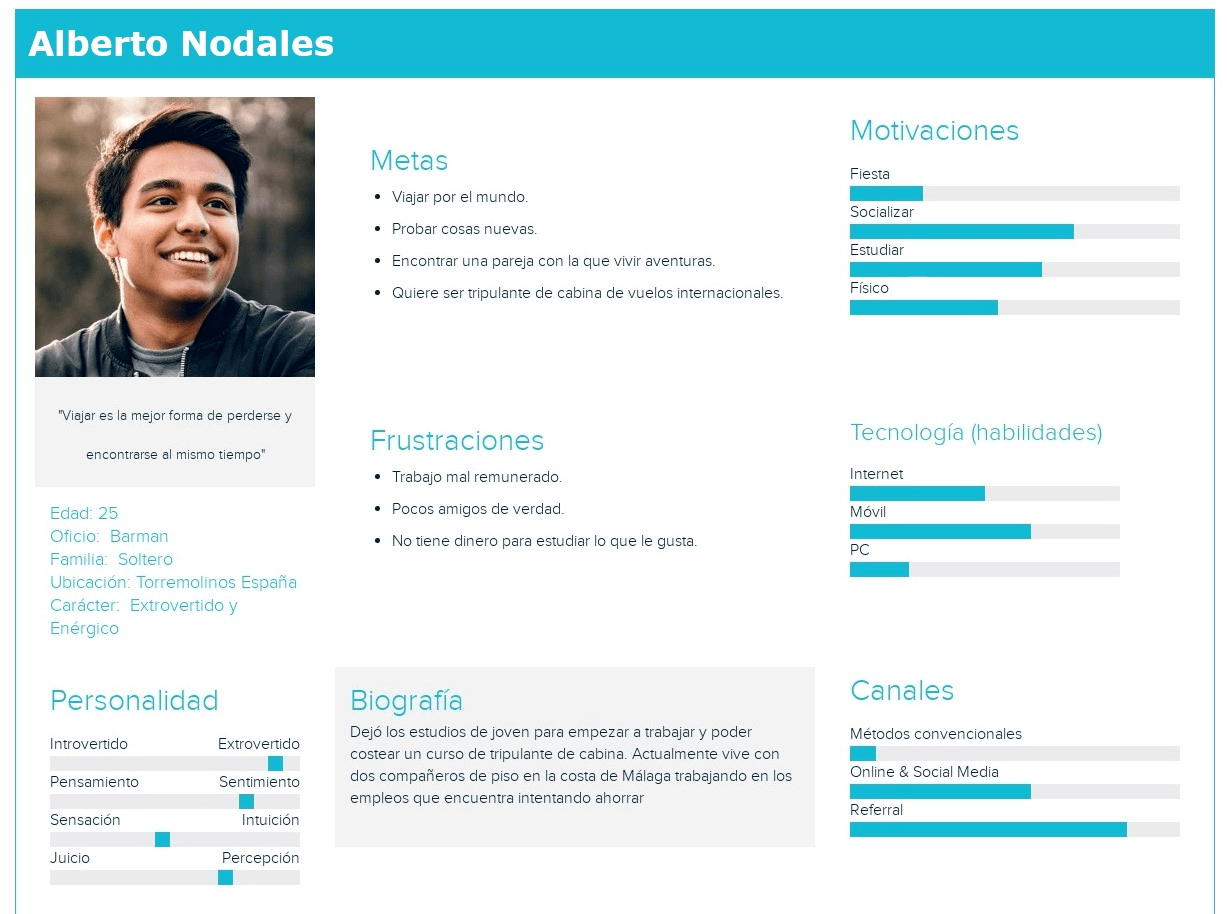 Alberto Nodales
"Viajar es la mejor forma de perderse y
encontrarse al mismo tiempo"
Edad: 25
Oficio: Barman
Familia: Soltero
Ubicación: Torremolinos España
Carácter: Extrovertido y
Enérgico
Personalidad
Introvertido Extrovertido
Pensamiento Sentimiento
Sensación Intuición
Juicio Percepción
Metas
Viajar por el mundo.
Probar cosas nuevas.
Encontrar una pareja con la que vivir aventuras.
Quiere ser tripulante de cabina de vuelos internacionales.
Frustraciones
Trabajo mal remunerado.
Pocos amigos de verdad.
No tiene dinero para estudiar lo que le gusta.
Biografía
Dejó los estudios de joven para empezar a trabajar y poder
costear un curso de tripulante de cabina. Actualmente vive con
dos compañeros de piso en la costa de Málaga trabajando en los
empleos que encuentra intentando ahorrar
Motivaciones
Fiesta
Socializar
Estudiar
Físico
Tecnología (habilidades)
Internet
Móvil
PC
Canales
Métodos convencionales
Online & Social Media
Referral